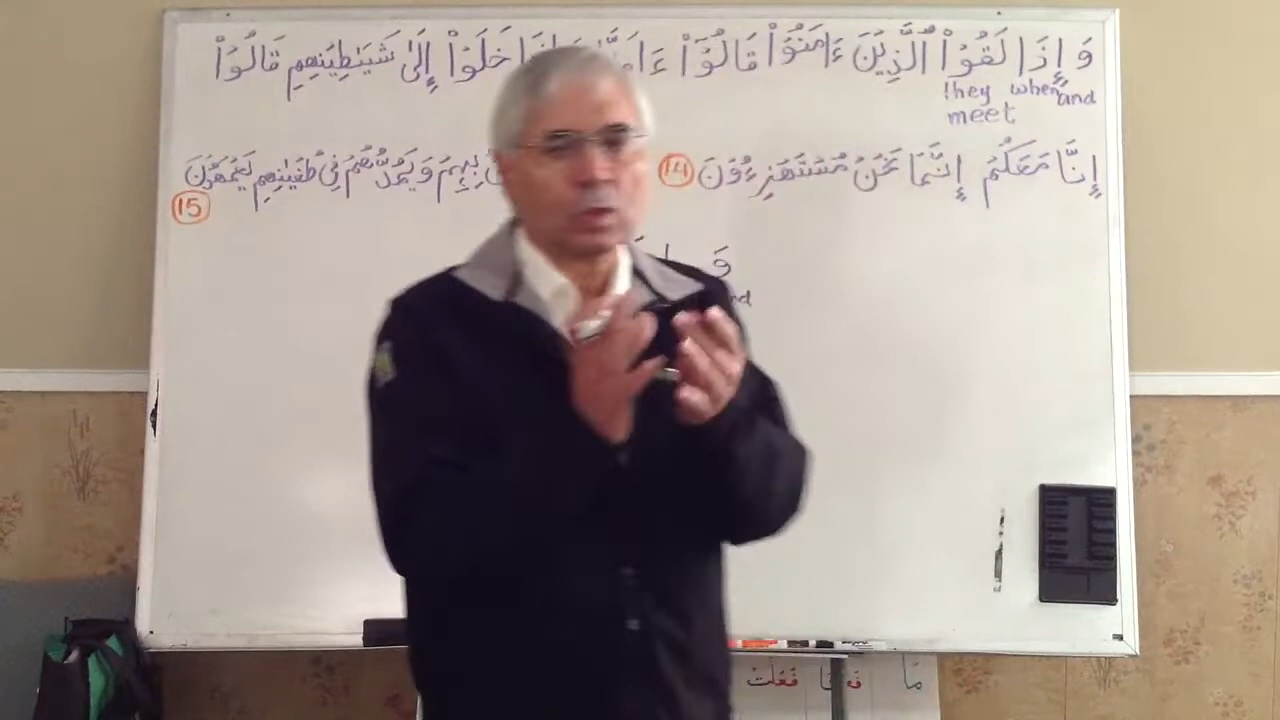 وَإِذَا لَقُوا۟ ٱلَّذِينَ ءَامَنُوا۟ قَالُوٓا۟ خَلَوْا۟ إِلَىٰ شَيَٰطِينِهِمْ قَالُوٓا۟
they when and
meet
إِنَّا مَعَكُمْ إِنَّمَا نَحْنُ مُسْتَهْزِءُونَ 14 بِهِمْ وَيَمُدُّهُمْ فِى طُغْيَٰنِهِمْ يَعْمَهُونَ
15
وَ
مَا فَعَلْتَ